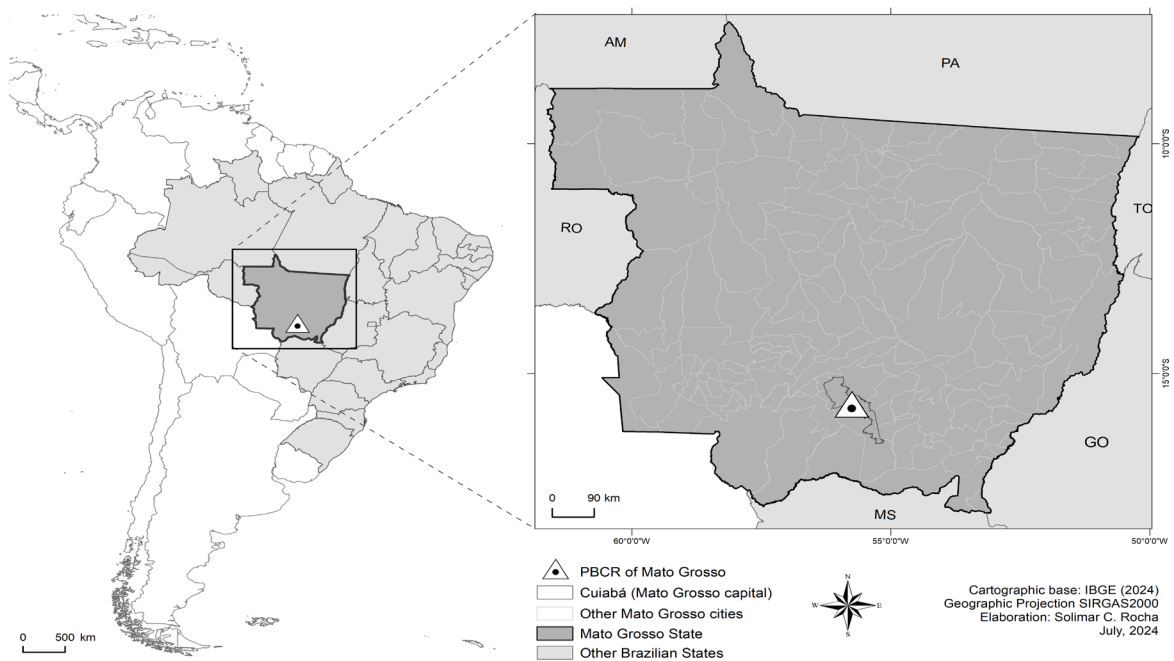 AM
PA
10°0'0"S
TO
RO
15°0'0"S
GO
0 90 km
MS
60°0'0"W
55°0'0"W
50°0'0"W
0 500 km
PBCR of Mato Grosso
Cuiabá (Mato Grosso capital)
Other Mato Grosso cities
Mato Grosso State
Other Brazilian States
N
W
E
S
Cartographic base: IBGE (2024)
Geographic Projection SIRGAS2000
Elaboration: Solimar C. Rocha
July, 2024